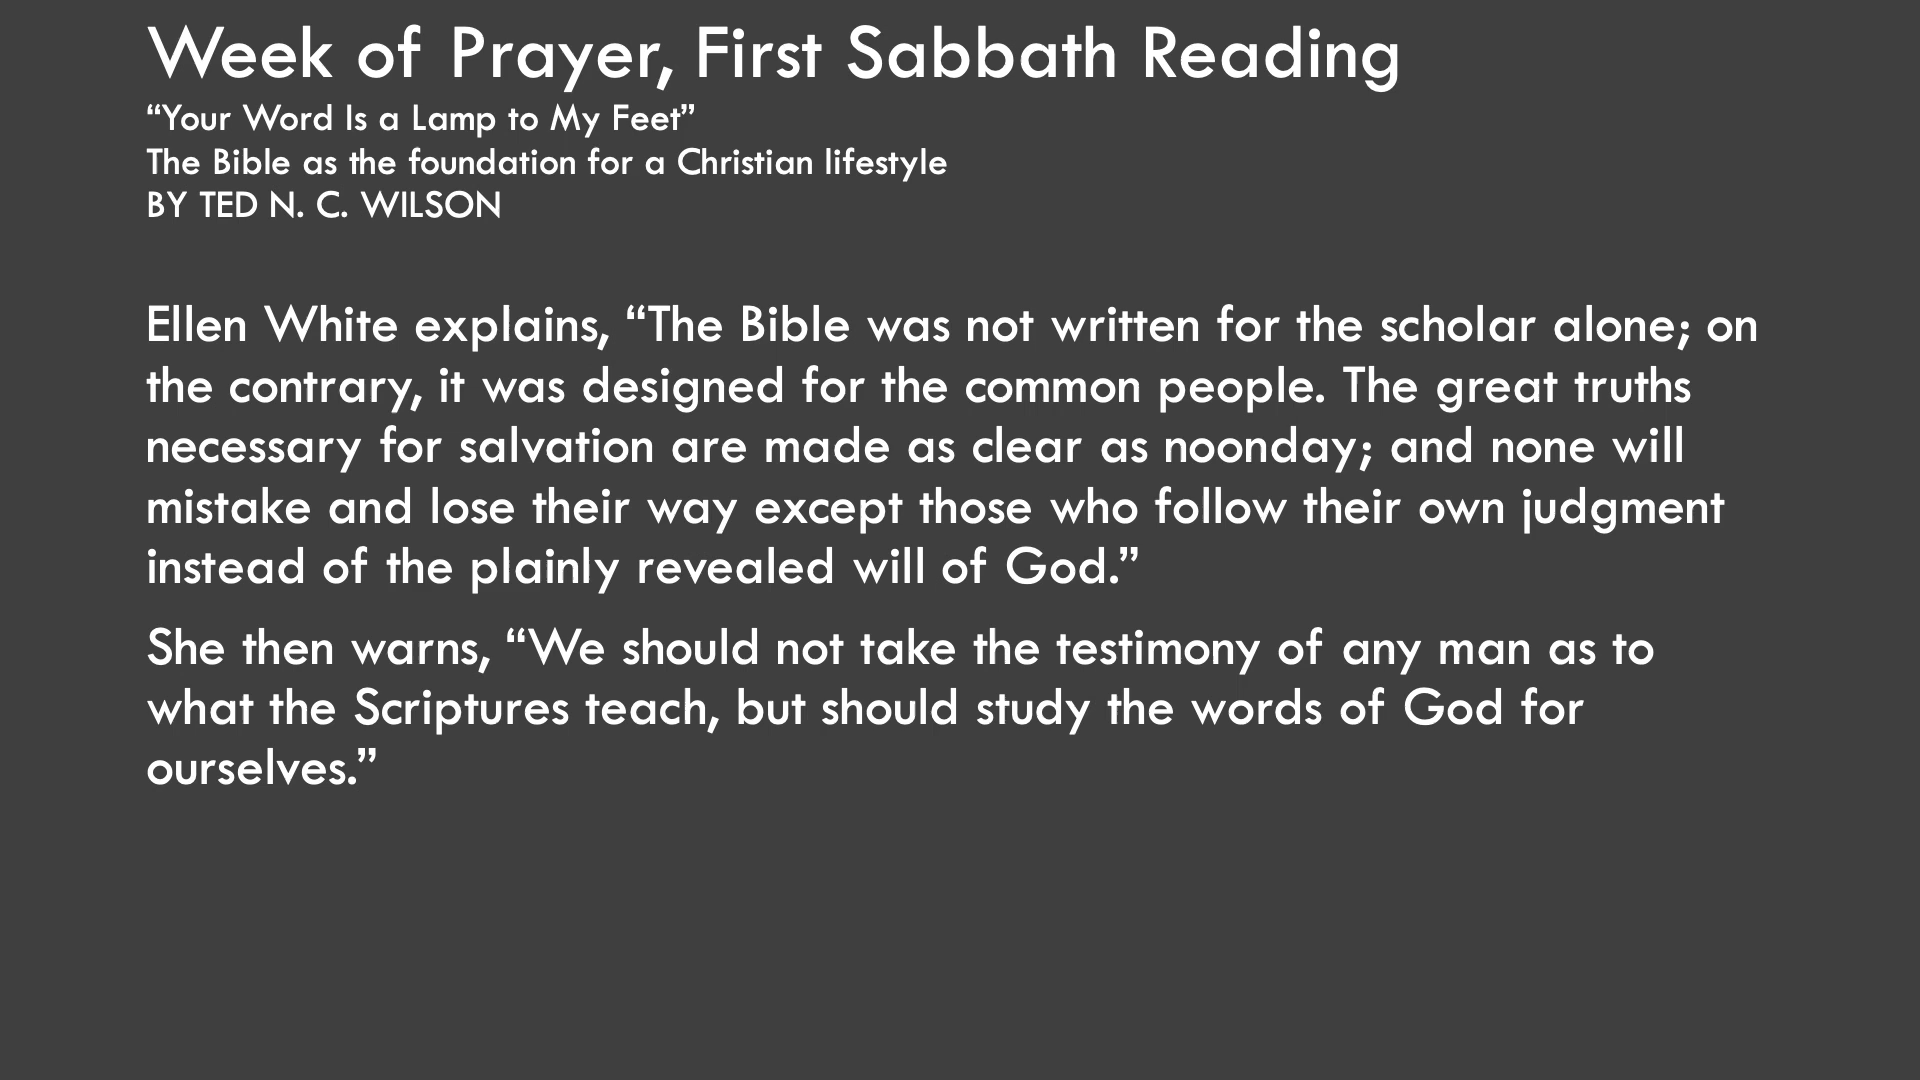 Week of Prayer, First Sabbath Reading
“Your Word Is a Lamp to My Feet”
The Bible as the foundation for a Christian lifestyle
BY TED N. C. WILSON
Ellen White explains, “The Bible was not written for the scholar alone; on
the contrary, it was designed for the common people. The great truths
necessary for salvation are made as clear as noonday; and none will
mistake and lose their way except those who follow their own judgment
instead of the plainly revealed will of God.”
She then warns, “We should not take the testimony of any man as to
what the Scriptures teach, but should study the words of God for
ourselves.”